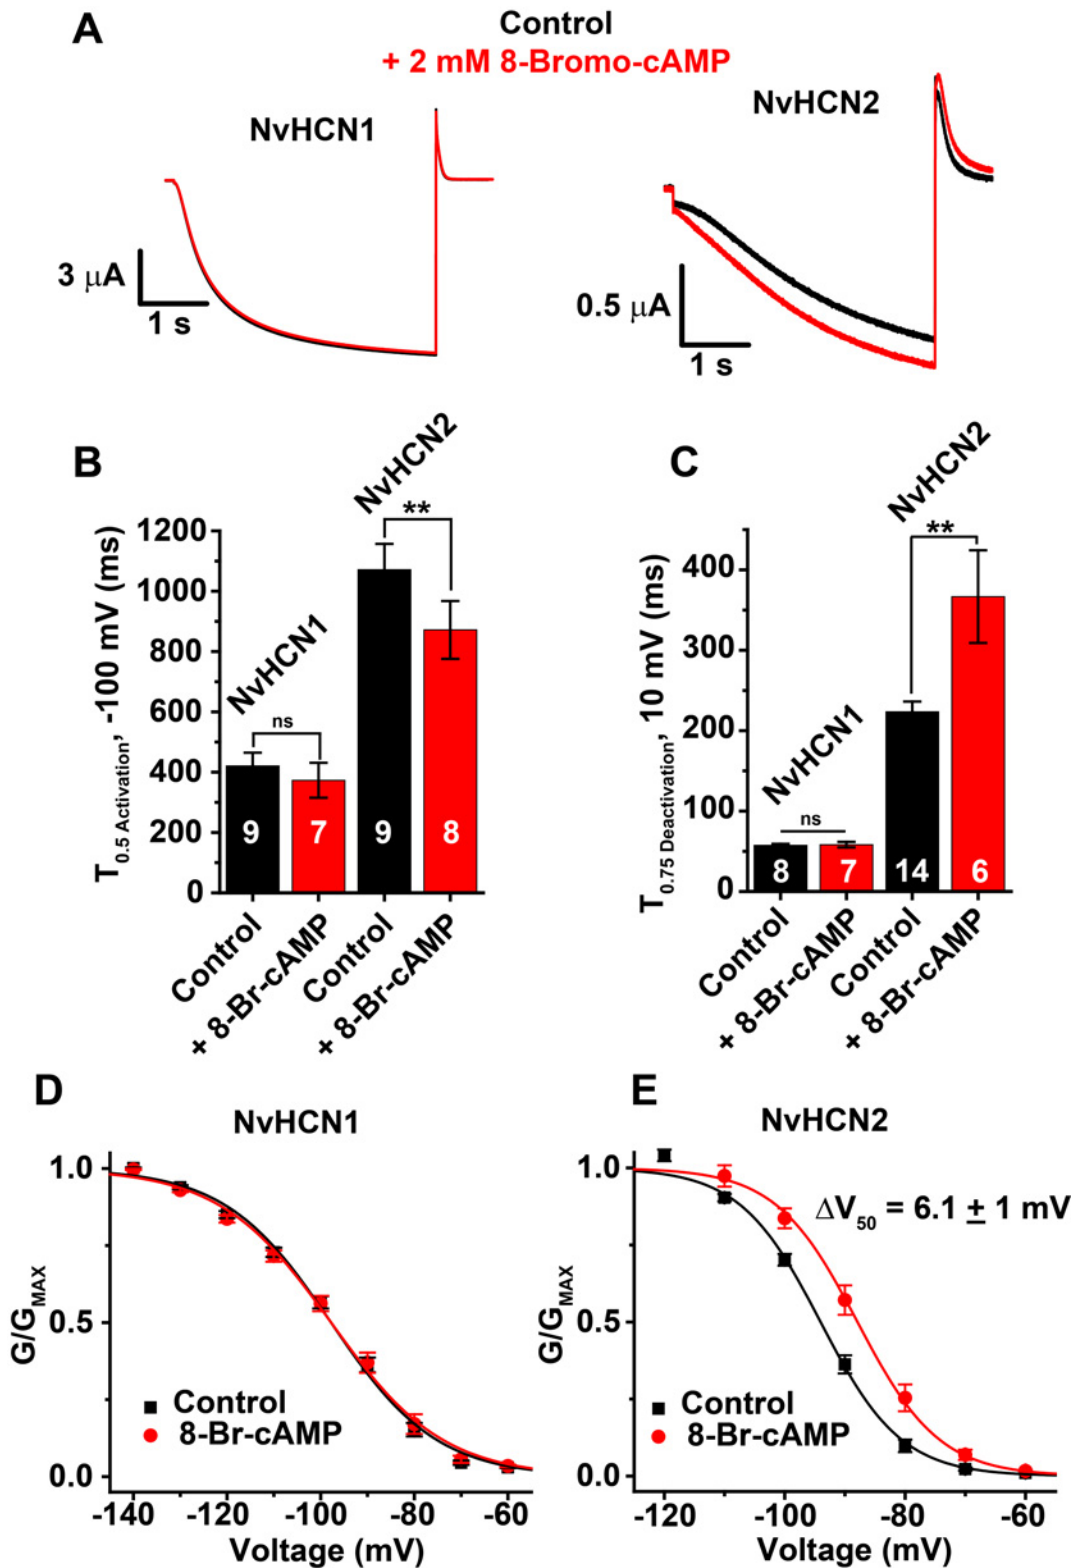 A
Control
+ 2 mM 8-Bromo-cAMP
NvHCN1
NvHCN2
3 µA
1 s
0.5 µA
1 s
B
T0.5 Activation, -100 mV (ms)
1200
1000
800
600
400
200
0
NvHCN1
NvHCN2
ns
**
9
7
9
8
Control
+ 8-Br-cAMP
Control
+ 8-Br-cAMP
C
T0.75 Deactivation, 10 mV (ms)
400
300
200
100
0
NvHCN1
NvHCN2
ns
**
8
7
14
6
Control
+ 8-Br-cAMP
Control
+ 8-Br-cAMP
D
NvHCN1
G/GMAX
1.0
0.5
0.0
Control
8-Br-cAMP
-140
-120
-100
-80
-60
Voltage (mV)
E
NvHCN2
ΔV50 = 6.1 ± 1 mV
G/GMAX
1.0
0.5
0.0
Control
8-Br-cAMP
-120
-100
-80
-60
Voltage (mV)